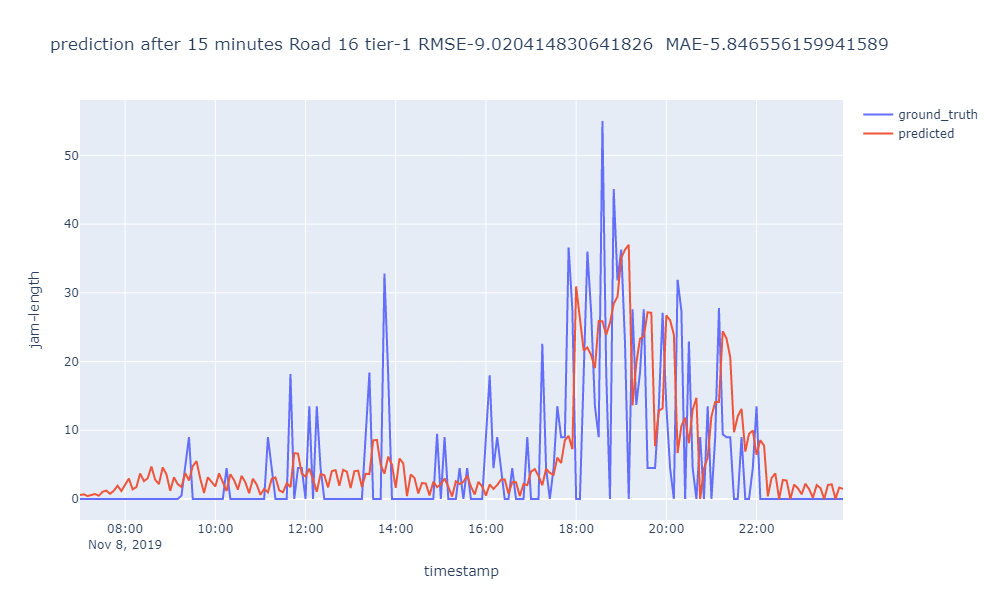 prediction after 15 minutes Road 16 tier-1 RMSE-9.020414830641826  MAE-5.846556159941589
ground_truth
predicted
jam-length
50
40
30
20
10
0
08:00 10:00 12:00 14:00 16:00 18:00 20:00 22:00
Nov 8, 2019
timestamp